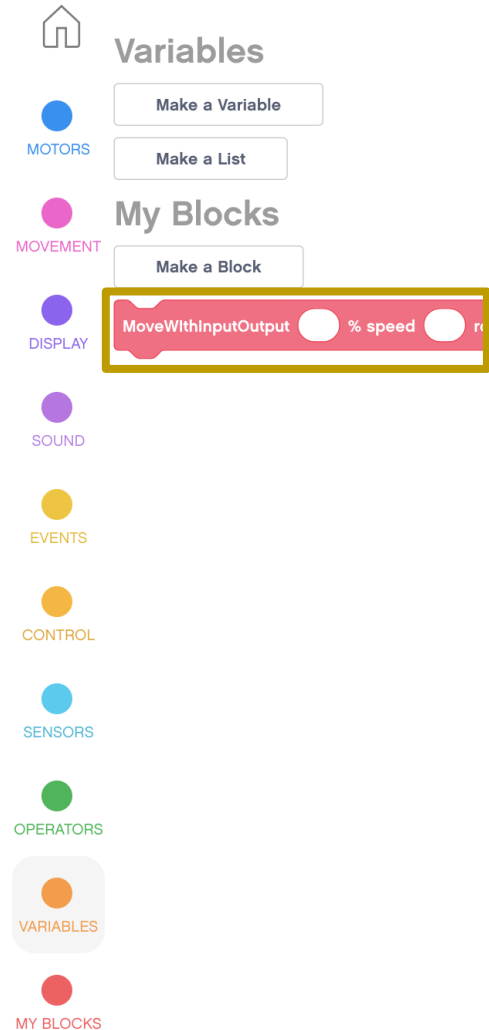 Variables
Make a Variable
MOTORS
Make a List
My Blocks
MOVEMENT
Make a Block
MoveWIthInputOutput % speed
DISPLAY
SOUND
EVENTS
CONTROL
SENSORS
OPERATORS
VARIABLES
MY BLOCKS